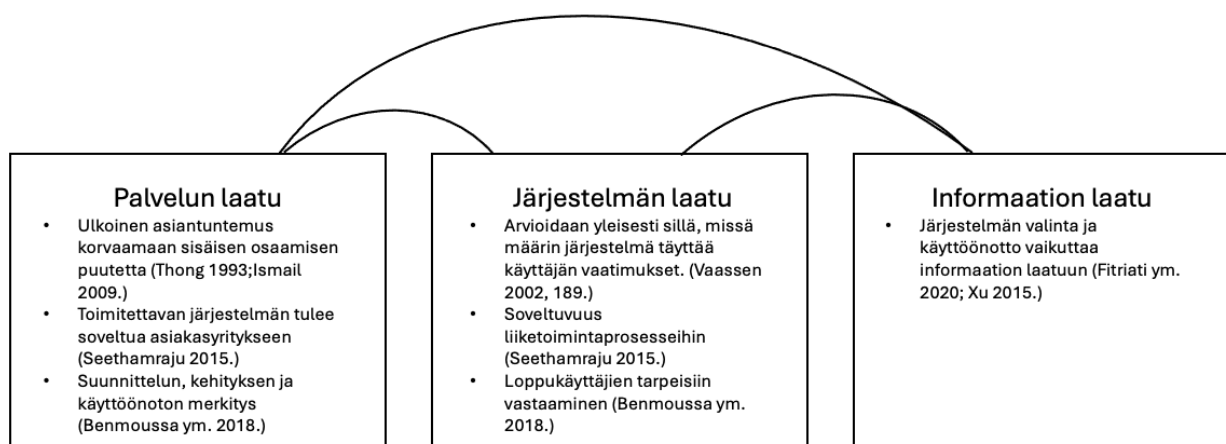 Palvelun laatu
• Ulkoinen asiantuntemus
korvaamaan sisäisen osaamisen
puutetta (Thong 1993;Ismail
2009.)
• Toimitettavan järjestelmän tulee
soveltua asiakasyritykseen
(Seethamraju 2015.)
• Suunnittelun, kehityksen ja
käyttöönoton merkitys
(Benmoussa ym. 2018.)
Järjestelmän laatu
• Arvioidaan yleisesti sillä, missä
määrin järjestelmä täyttää
käyttäjän vaatimukset. (Vaassen
2002, 189.)
• Soveltuvuus
liiketoimintaprosesseihin
(Seethamraju 2015.)
• Loppukäyttäjien tarpeisiin
vastaaminen (Benmoussa ym.
2018.)
Informaation laatu
• Järjestelmän valinta ja
käyttöönotto vaikuttaa
informaation laatuun (Fitriati ym.
2020; Xu 2015.)